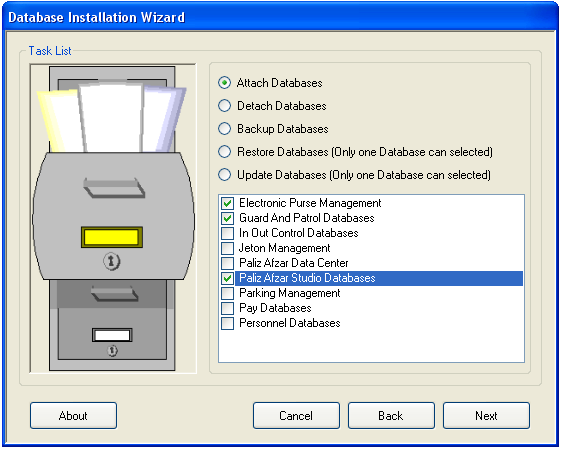 Database Installation Wizard
Task List
Attach Databases
Detach Databases
Backup Databases
Restore Databases (Only one Database can selected)
Update Databases (Only one Database can selected)
Electronic Purse Management
Guard And Patrol Databases
In Out Control Databases
Jeton Management
Paliz Afzar Data Center
Paliz Afzar Studio Databases
Parking Management
Pay Databases
Personnel Databases
About Cancel Back Next